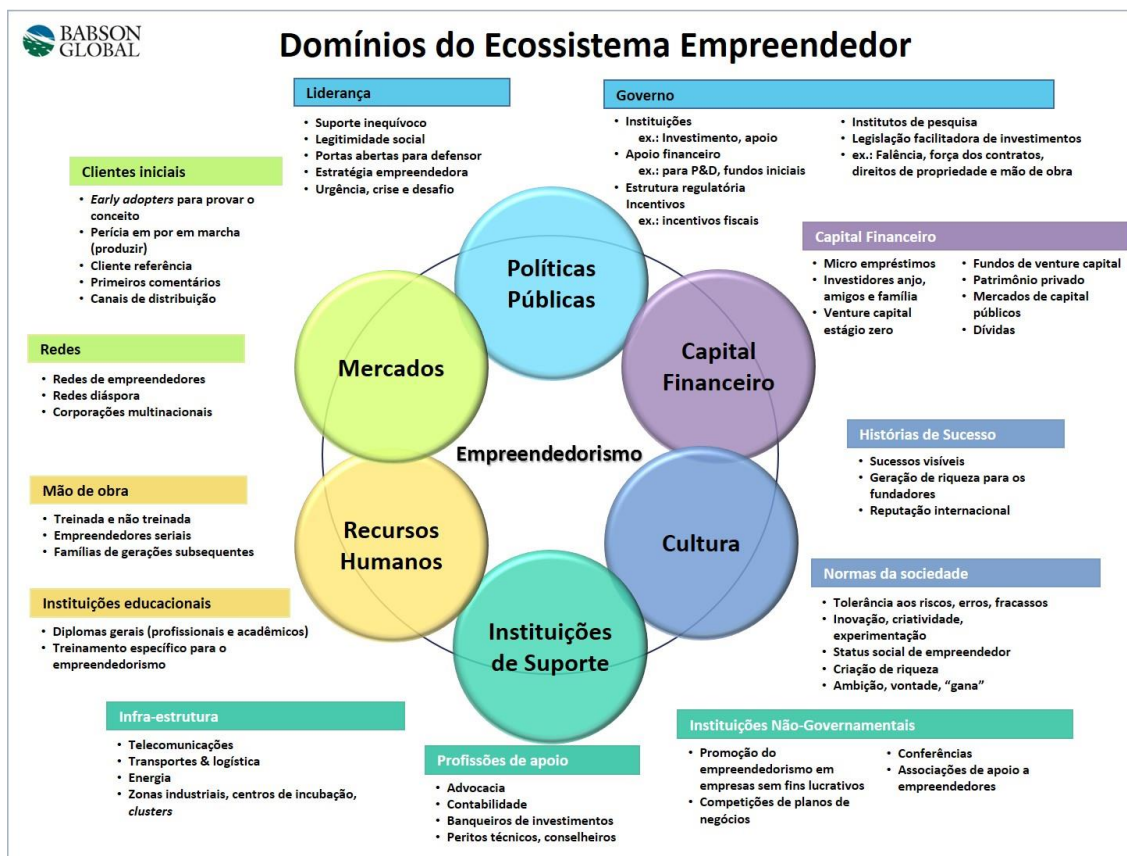 BABSON
GLOBAL
Domínios do Ecossistema Empreendedor
Liderança
• Suporte inequívoco
• Legitimidade social
• Portas abertas para defensor
• Estratégia empreendedora
• Urgência, crise e desafio
Governo
• Instituições
ex.: Investimento, apoio
• Apoio financeiro
ex.: para P&D, fundos iniciais
• Estrutura regulatória
Incentivos
ex.: incentivos fiscais
• Institutos de pesquisa
• Legislação facilitadora de investimentos
• ex.: Falência, força dos contratos,
direitos de propriedade e mão de obra
Clientes iniciais
• Early adopters para provar o
conceito
• Perícia em por em marcha
(produzir)
• Cliente referência
• Primeiros comentários
• Canais de distribuição
Capital Financeiro
• Micro empréstimos
• Investidores anjo,
amigos e família
• Venture capital
estágio zero
• Fundos de venture capital
• Patrimônio privado
• Mercados de capital
públicos
• Dívidas
Redes
• Redes de empreendedores
• Redes diáspora
• Corporações multinacionais
Políticas
Públicas
Mercados
Capital
Financeiro
Empreendedorismo
Recursos
Humanos
Cultura
Instituições
de Suporte
Histórias de Sucesso
• Sucessos visíveis
• Geração de riqueza para os
fundadores
• Reputação internacional
Mão de obra
• Treinada e não treinada
• Empreendedores seriais
• Famílias de gerações subsequentes
Normas da sociedade
• Tolerância aos riscos, erros, fracassos
• Inovação, criatividade,
experimentação
• Status social de empreendedor
• Criação de riqueza
• Ambição, vontade, “gana”
Instituições educacionais
• Diplomas gerais (profissionais e acadêmicos)
• Treinamento específico para o
empreendedorismo
Infra-estrutura
• Telecomunicações
• Transportes & logística
• Energia
• Zonas industriais, centros de incubação,
clusters
Profissões de apoio
• Advocacia
• Contabilidade
• Banqueiros de investimentos
• Peritos técnicos, conselheiros
Instituições Não-Governamentais
• Promoção do
empreendedorismo em
empresas sem fins lucrativos
• Competições de planos de
negócios
• Conferências
• Associações de apoio a
empreendedores